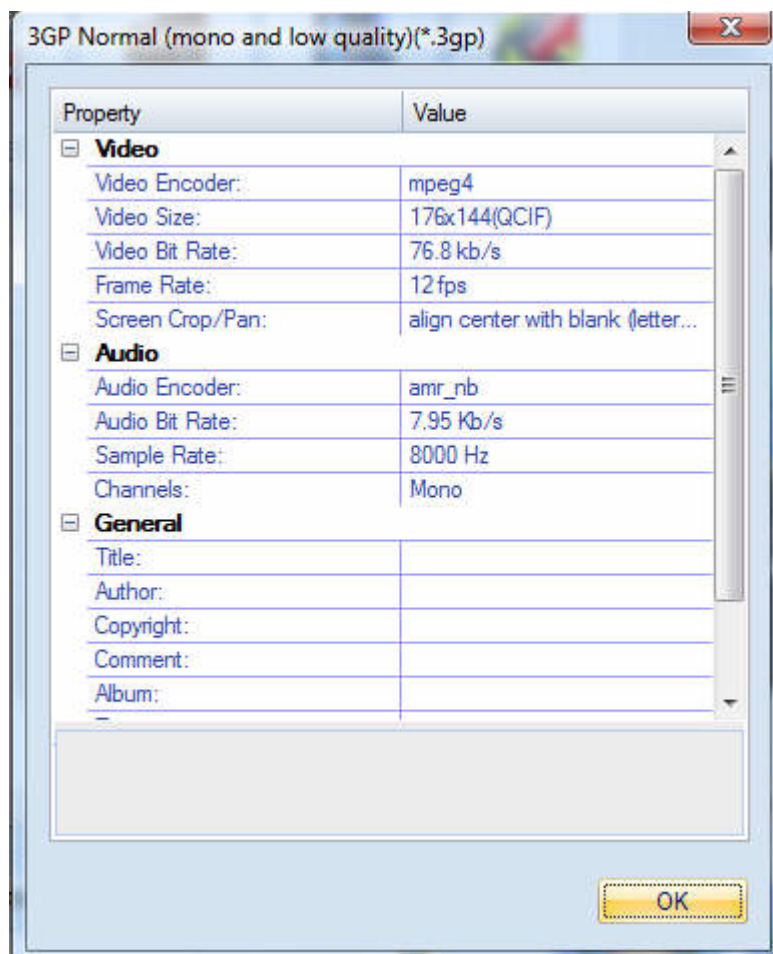 3GP Normal (mono and low quality)(*.3gp)
Property Value
Video
Video Encoder: mpeg4
Video Size: 176x144(QCIF)
Video Bit Rate: 76.8 kb/s
Frame Rate: 12 fps
Screen Crop/Pan: align center with blank (letter...
Audio
Audio Encoder: amr_nb
Audio Bit Rate: 7.95 Kb/s
Sample Rate: 8000 Hz
Channels: Mono
General
Title:
Author:
Copyright:
Comment:
Album:
OK